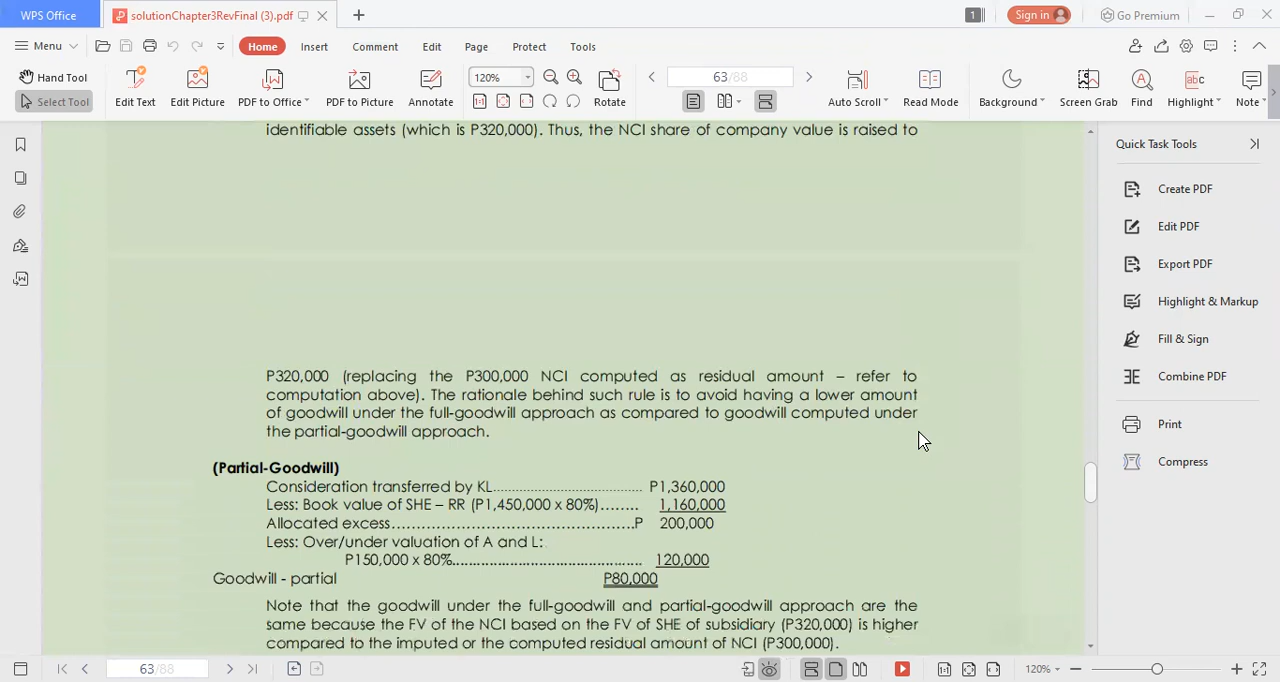 WPS Office
solutionChapter3RevFinal (3).pdf
1
Sign in
Go Premium
Menu
Home
Insert
Comment
Edit
Page
Protect
Tools
Hand Tool
Select Tool
Edit Text
Edit Picture
PDF to Office
PDF to Picture
Annotate
120%
Rotate
63/88
Auto Scroll
Read Mode
Background
Screen Grab
Find
Highlight
Note
identifiable assets (which is P320,000). Thus, the NCI share of company value is raised to
P320,000 (replacing the P300,000 NCI computed as residual amount – refer to
computation above). The rationale behind such rule is to avoid having a lower amount
of goodwill under the full-goodwill approach as compared to goodwill computed under
the partial-goodwill approach.
(Partial-Goodwill)
Consideration transferred by KL........................................ P1,360,000
Less: Book value of SHE – RR (P1,450,000 x 80%)........ 1,160,000
Allocated excess.................................................P 200,000
Less: Over/under valuation of A and L:
P150,000 x 80%............................................ 120,000
Goodwill - partial P80,000
Note that the goodwill under the full-goodwill and partial-goodwill approach are the
same because the FV of the NCI based on the FV of SHE of subsidiary (P320,000) is higher
compared to the imputed or the computed residual amount of NCI (P300,000).
Quick Task Tools
Create PDF
Edit PDF
Export PDF
Highlight & Markup
Fill & Sign
Combine PDF
Print
Compress
63/88
120%